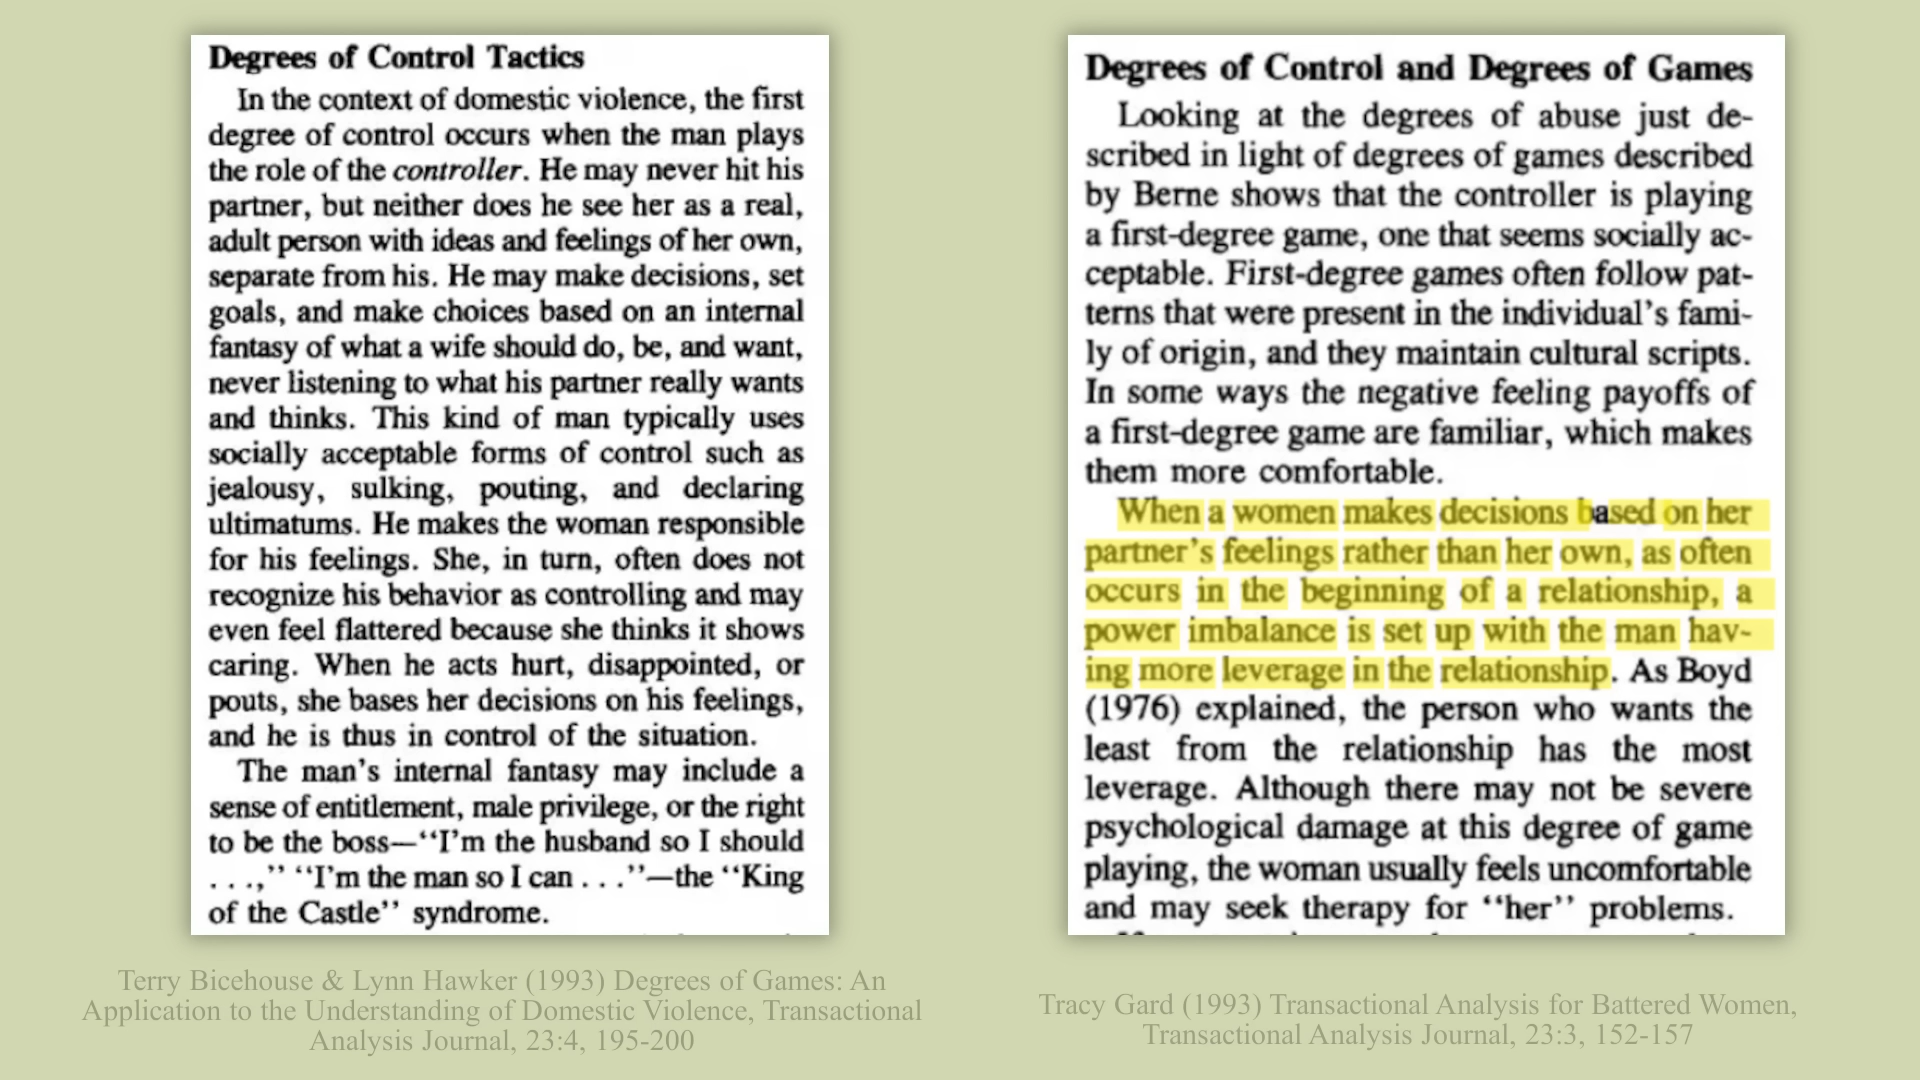 Degrees of Control Tactics
In the context of domestic violence, the first
degree of control occurs when the man plays
the role of the controller. He may never hit his
partner, but neither does he see her as a real,
adult person with ideas and feelings of her own,
separate from his. He may make decisions, set
goals, and make choices based on an internal
fantasy of what a wife should do, be, and want,
never listening to what his partner really wants
and thinks. This kind of man typically uses
socially acceptable forms of control such as
jealousy, sulking, pouting, and declaring
ultimatums. He makes the woman responsible
for his feelings. She, in turn, often does not
recognize his behavior as controlling and may
even feel flattered because she thinks it shows
caring. When he acts hurt, disappointed, or
pouts, she bases her decisions on his feelings,
and he is thus in control of the situation.
The man's internal fantasy may include a
sense of entitlement, male privilege, or the right
to be the boss—‘‘I'm the husband so I should
. . .,’’ ‘‘I'm the man so I can . . .’’—the ‘‘King
of the Castle’’ syndrome.
Terry Bicehouse & Lynn Hawker (1993) Degrees of Games: An
Application to the Understanding of Domestic Violence, Transactional
Analysis Journal, 23:4, 195-200
Degrees of Control and Degrees of Games
Looking at the degrees of abuse just de-
scribed in light of degrees of games described
by Berne shows that the controller is playing
a first-degree game, one that seems socially ac-
ceptable. First-degree games often follow pat-
terns that were present in the individual's fami-
ly of origin, and they maintain cultural scripts.
In some ways the negative feeling payoffs of
a first-degree game are familiar, which makes
them more comfortable.
When a women makes decisions based on her
partner's feelings rather than her own, as often
occurs in the beginning of a relationship, a
power imbalance is set up with the man hav-
ing more leverage in the relationship. As Boyd
(1976) explained, the person who wants the
least from the relationship has the most
leverage. Although there may not be severe
psychological damage at this degree of game
playing, the woman usually feels uncomfortable
and may seek therapy for ‘‘her’’ problems.
Tracy Gard (1993) Transactional Analysis for Battered Women,
Transactional Analysis Journal, 23:3, 152-157